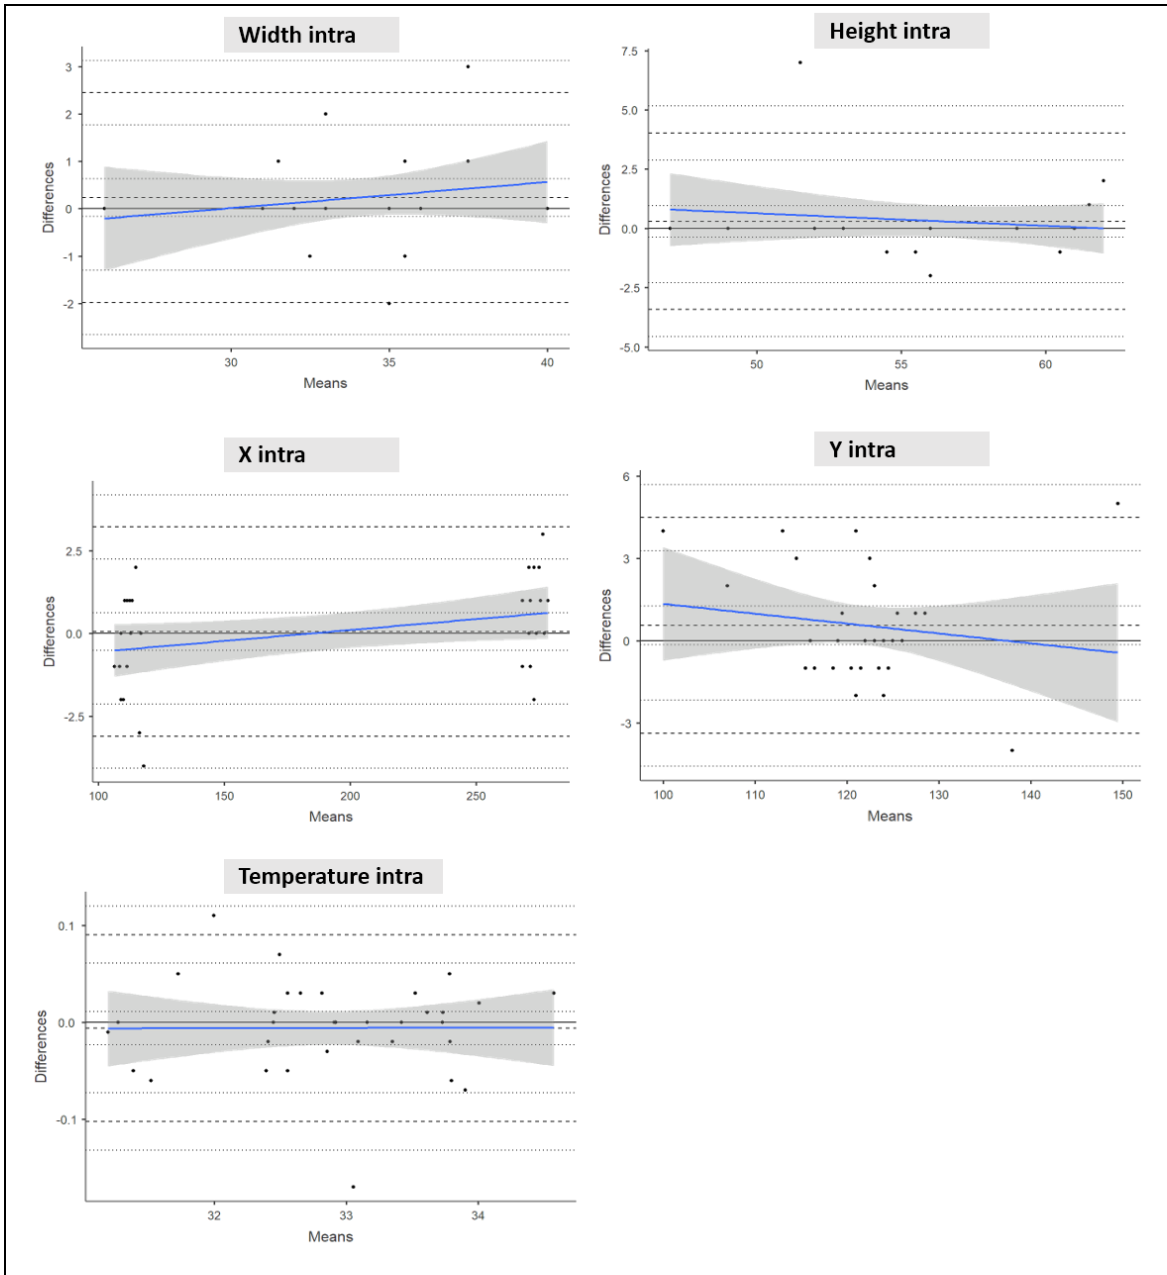 Width intra
3
2
1
0
-1
-2
Differences
30
35
40
Means
Height intra
7.5
5.0
2.5
0.0
-2.5
-5.0
Differences
50
55
60
Means
X intra
2.5
0.0
-2.5
Differences
100
150
200
250
Means
Y intra
6
3
0
-3
Differences
100
110
120
130
140
150
Means
Temperature intra
0.1
0.0
-0.1
Differences
32
33
34
Means